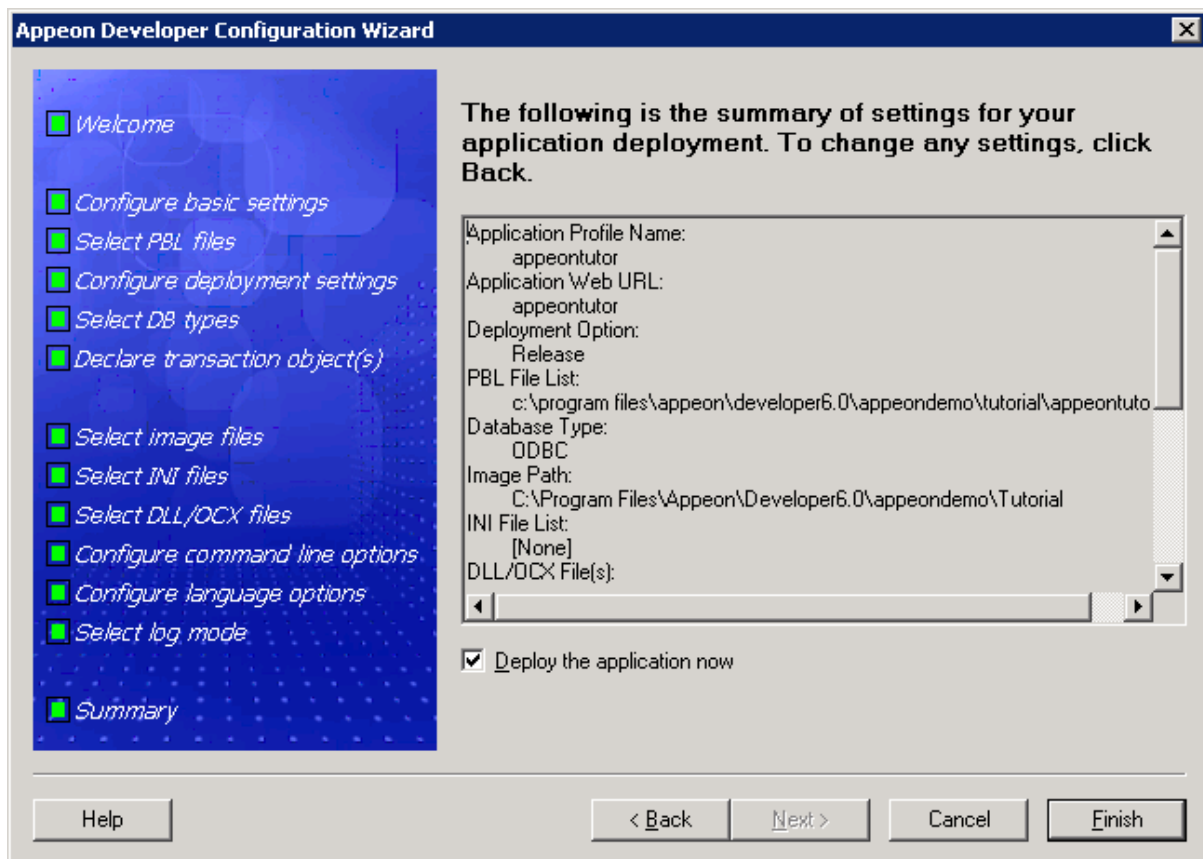 Appeon Developer Configuration Wizard
Welcome
Configure basic settings
Select PBL files
Configure deployment settings
Select DB types
Declare transaction object(s)
Select image files
Select INI files
Select DLL/OCX files
Configure command line options
Configure language options
Select log mode
Summary
The following is the summary of settings for your
application deployment. To change any settings, click
Back.
Application Profile Name:
appeontutor
Application Web URL:
appeontutor
Deployment Option:
Release
PBL File List:
c:\program files\appeon\developer6.0\appeondemo\tutorial\appeontuto
Database Type:
ODBC
Image Path:
C:\Program Files\Appeon\Developer6.0\appeondemo\Tutorial
INI File List:
[None]
DLL/OCX File(s):
Deploy the application now
Help
< Back
Next >
Cancel
Finish